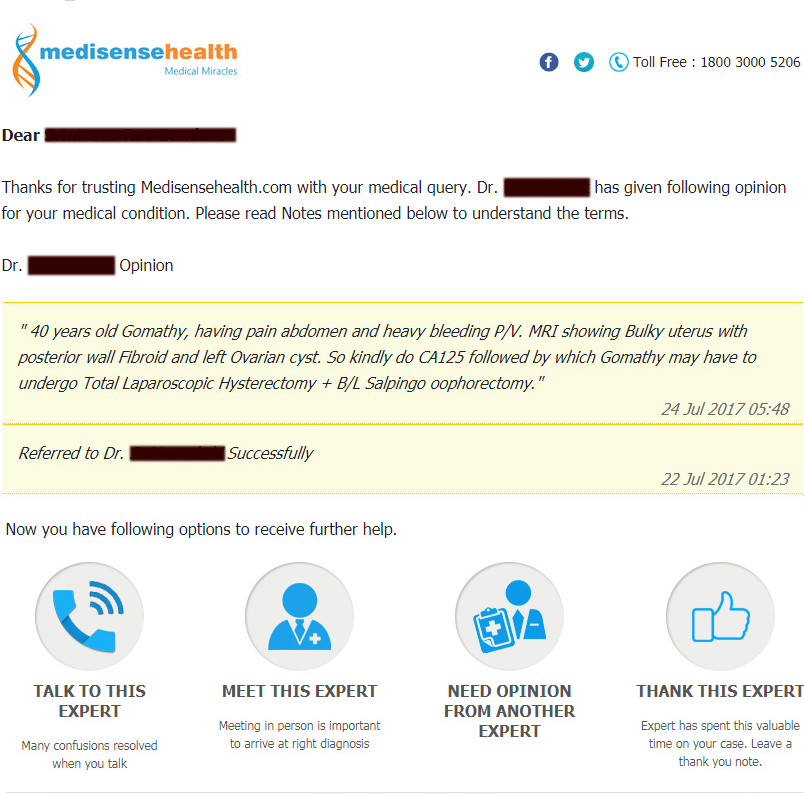 medisensehealth
Medical Miracles
Toll Free : 1800 3000 5206
Dear
Thanks for trusting Medisensehealth.com with your medical query. Dr. has given following opinion
for your medical condition. Please read Notes mentioned below to understand the terms.
Dr. Opinion
" 40 years old Gomathy, having pain abdomen and heavy bleeding P/V. MRI showing Bulky uterus with
posterior wall Fibroid and left Ovarian cyst. So kindly do CA125 followed by which Gomathy may have to
undergo Total Laparoscopic Hysterectomy + B/L Salpingo oophorectomy."
24 Jul 2017 05:48
Referred to Dr. Successfully
22 Jul 2017 01:23
Now you have following options to receive further help.
TALK TO THIS
EXPERT
Many confusions resolved
when you talk
MEET THIS EXPERT
Meeting in person is important
to arrive at right diagnosis
NEED OPINION
FROM ANOTHER
EXPERT
THANK THIS EXPERT
Expert has spent this valuable
time on your case. Leave a
thank you note.